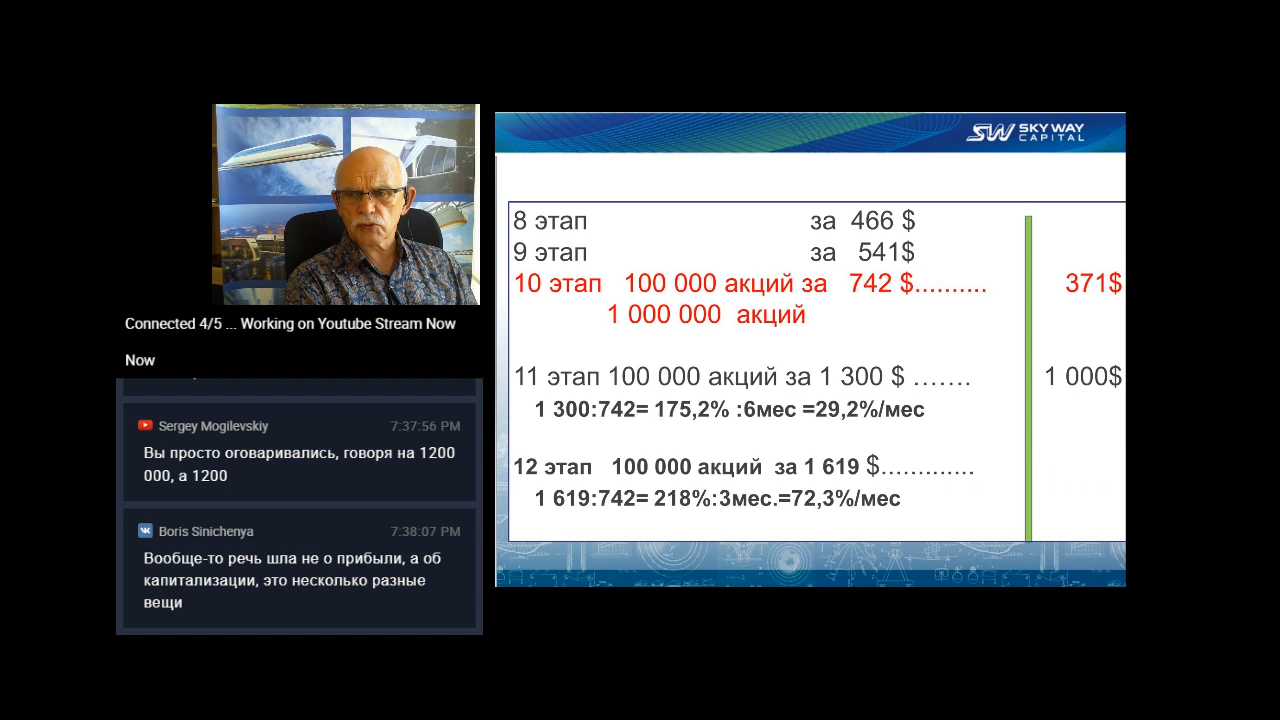 Connected 4/5 ... Working on Youtube Stream Now
Now
Sergey Mogilevskiy 7:37:56 PM
Вы просто оговаривались, говоря на 1200
000, а 1200
Boris Sinichenya 7:38:07 PM
Вообще-то речь шла не о прибыли, а об
капитализации, это несколько разные
вещи
SW SKY WAY
CAPITAL
8 этап за 466 $
9 этап за 541$
10 этап 100 000 акций за 742 $.......... 371$
1 000 000 акций
11 этап 100 000 акций за 1 300 $ ....... 1 000$
1 300:742= 175,2% :6мес =29,2%/мес
12 этап 100 000 акций за 1 619 $.............
1 619:742= 218%:3мес.=72,3%/мес